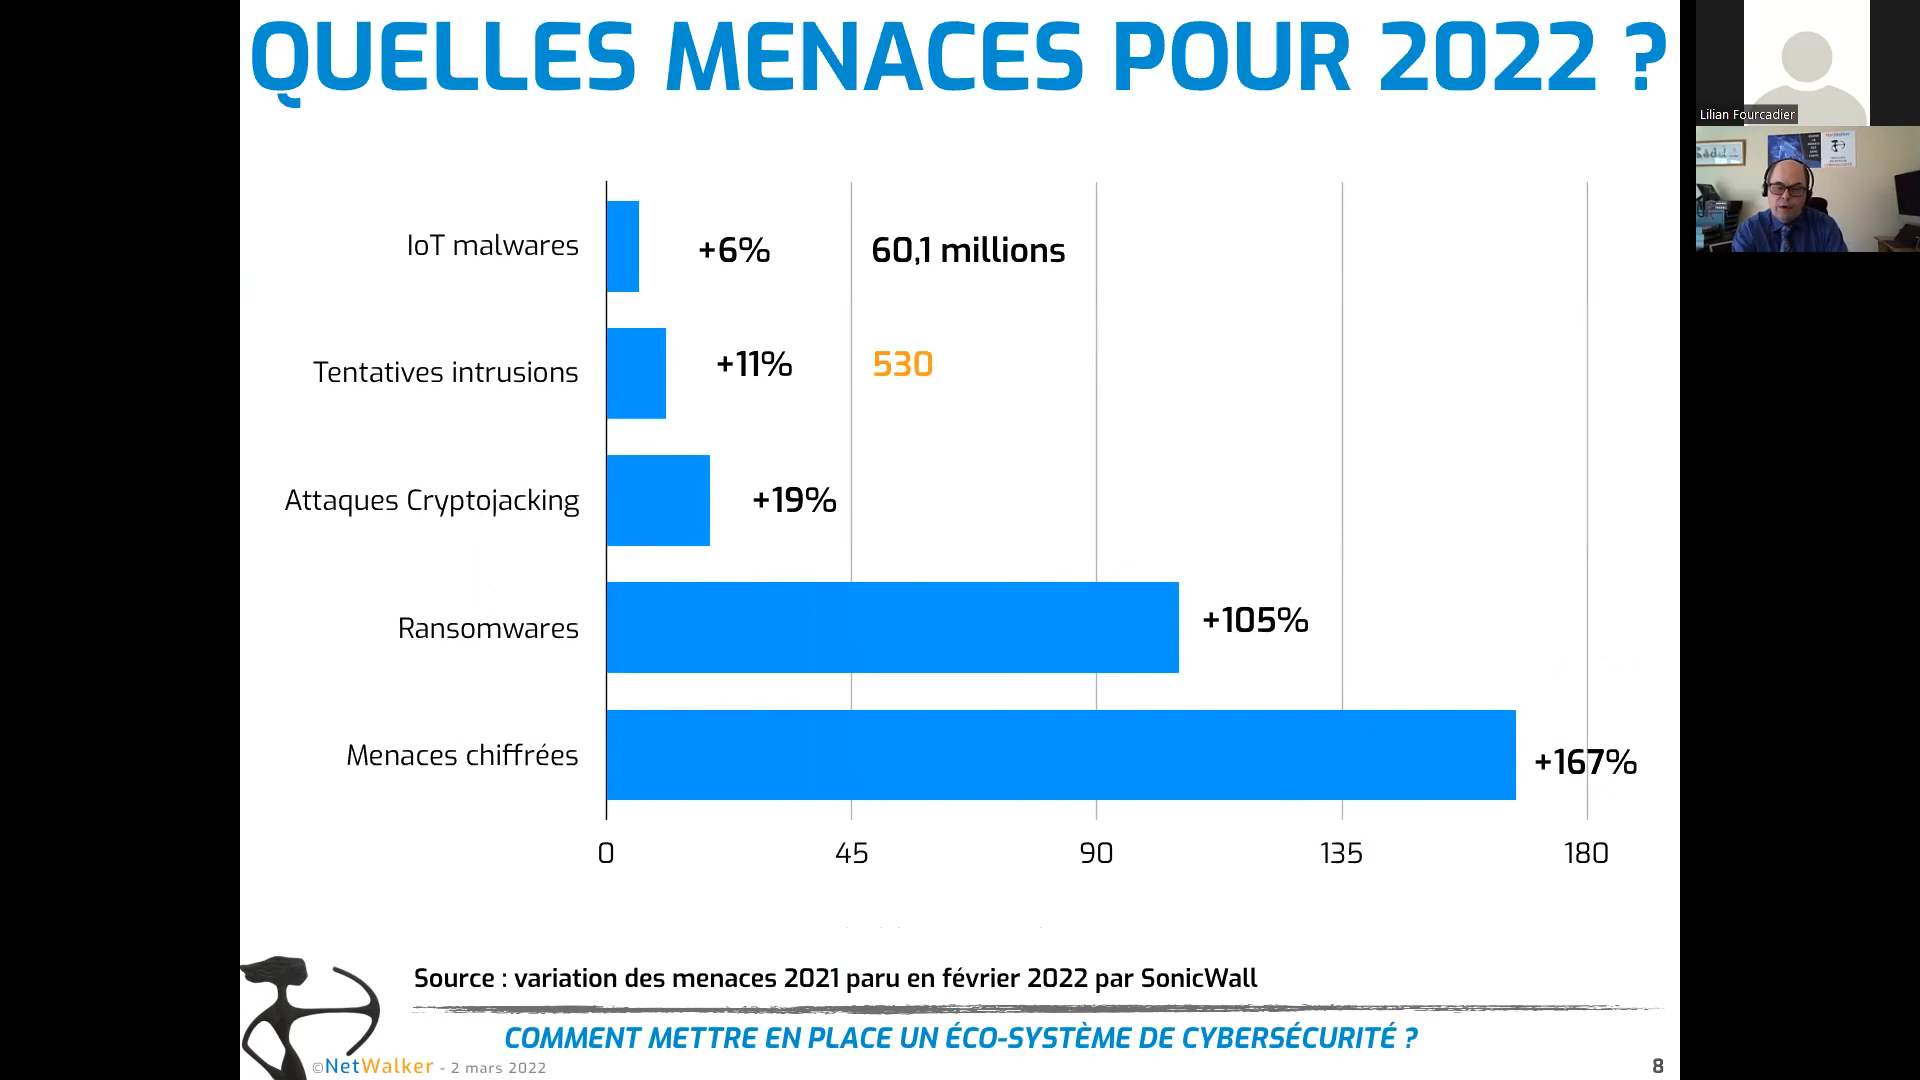 QUELLES MENACES POUR 2022 ?
Lilian Fourcadier
IoT malwares
+6%
60,1 millions
Tentatives intrusions
+11%
530
Attaques Cryptojacking
+19%
Ransomwares
+105%
Menaces chiffrées
+167%
0 45 90 135 180
Source : variation des menaces 2021 paru en février 2022 par SonicWall
COMMENT METTRE EN PLACE UN ÉCO-SYSTÈME DE CYBERSÉCURITÉ ?
©NetWalker - 2 mars 2022
8